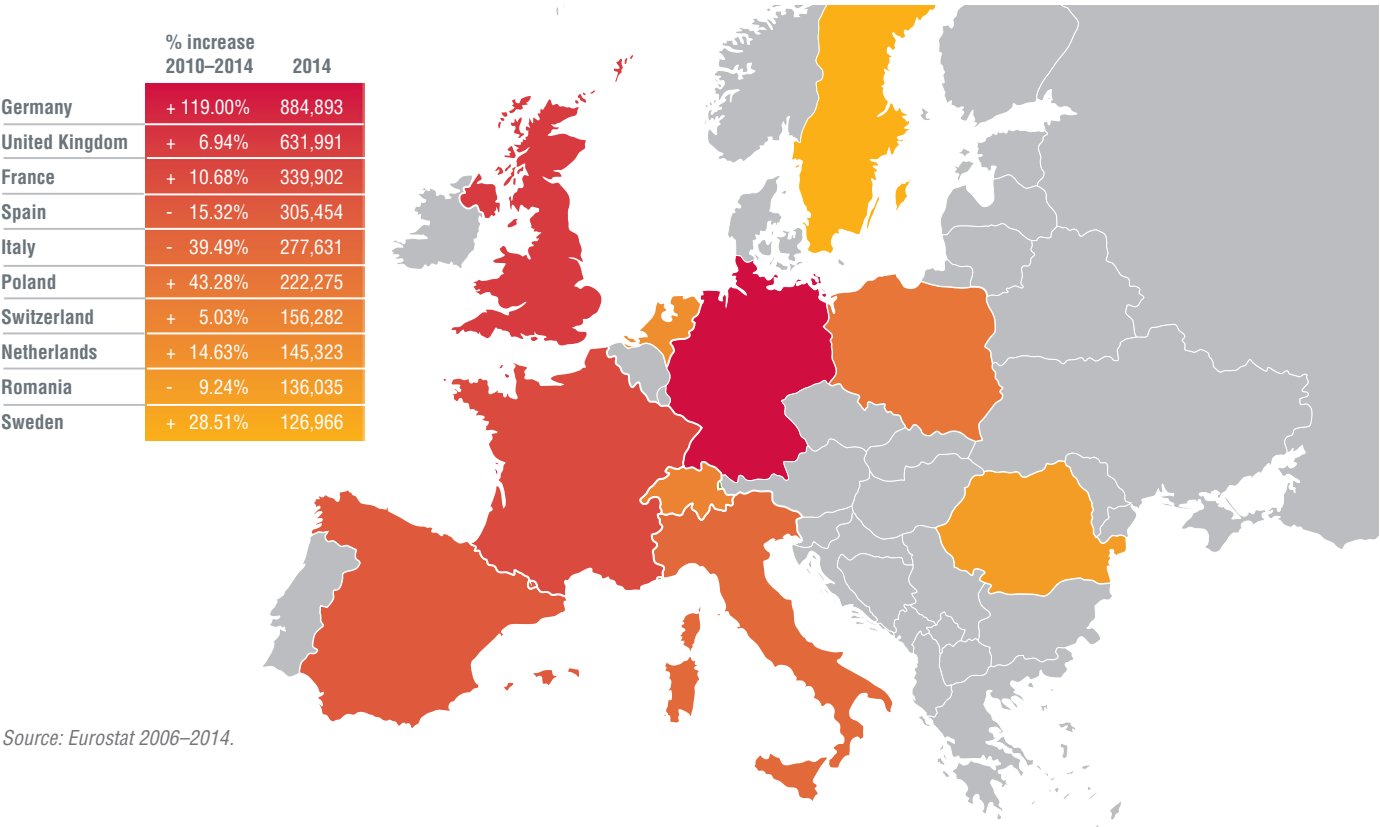 % increase
2010–2014 2014
Germany + 119.00% 884,893
United Kingdom + 6.94% 631,991
France + 10.68% 339,902
Spain - 15.32% 305,454
Italy - 39.49% 277,631
Poland + 43.28% 222,275
Switzerland + 5.03% 156,282
Netherlands + 14.63% 145,323
Romania - 9.24% 136,035
Sweden + 28.51% 126,966
Source: Eurostat 2006–2014.